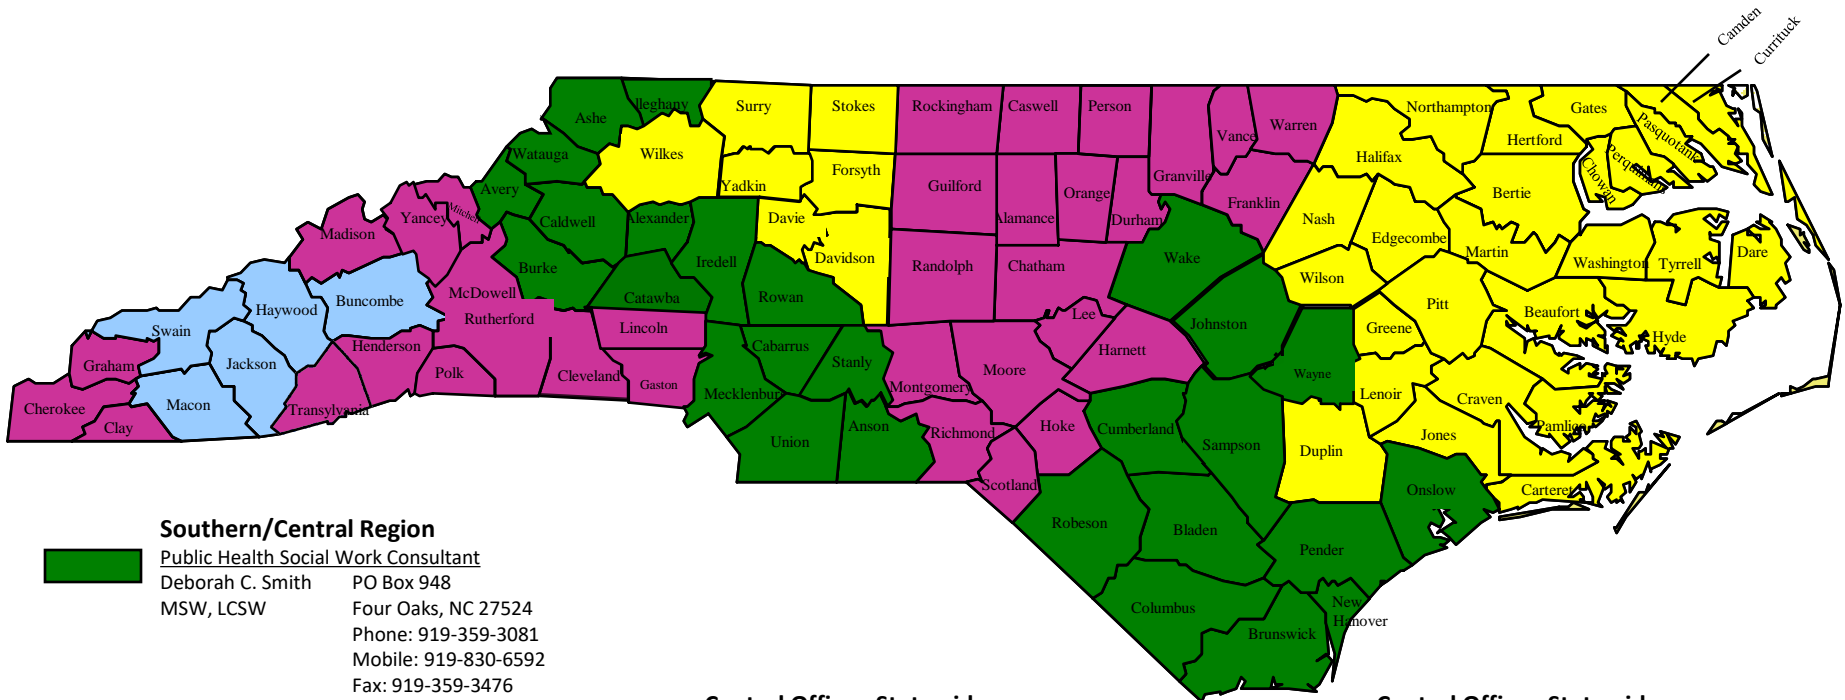 Camden
Currituck
Ashe
lleghany
Surry
Stokes
Rockingham
Caswell
Person
Vance
Warren
Northampton
Gates
Hertford
Pasquotank
Perquimans
Chowan
Watauga
Wilkes
Yadkin
Forsyth
Guilford
Alamance
Orange
Durham
Granville
Franklin
Halifax
Bertie
Avery
Mitchell
Yancey
Madison
Caldwell
Alexander
Davie
Davidson
Iredell
Nash
Edgecombe
Martin
Washington
Tyrrell
Dare
Burke
Catawba
Rowan
Randolph
Chatham
Wake
Wilson
Pitt
Beaufort
Hyde
Buncombe
McDowell
Haywood
Swain
Rutherford
Lincoln
Lee
Johnston
Greene
Graham
Jackson
Henderson
Polk
Cleveland
Gaston
Cabarrus
Stanly
Moore
Harnett
Wayne
Lenoir
Craven
Pamlico
Cherokee
Clay
Macon
Transylvania
Mecklenbur
Montgomery
Union
Anson
Richmond
Hoke
Cumberland
Sampson
Duplin
Jones
Scotland
Onslow
Carteret
Robeson
Bladen
Pender
Columbus
Brunswick
New
Hanover
Southern/Central Region
Public Health Social Work Consultant
Deborah C. Smith PO Box 948
MSW, LCSW Four Oaks, NC 27524
Phone: 919-359-3081
Mobile: 919-830-6592
Fax: 919-359-3476